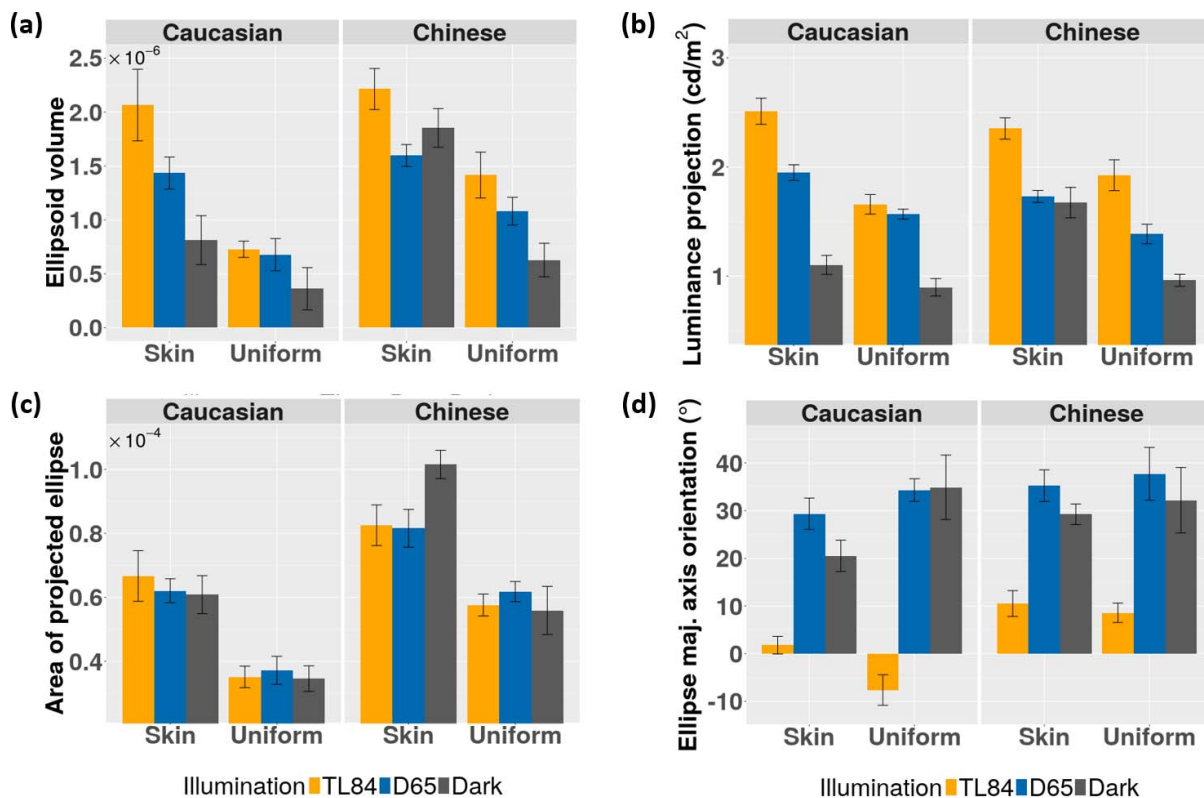 (a)
Caucasian
Chinese
× 10⁻⁶
2.5
2.0
1.5
1.0
0.5
0.0
Ellipsoid volume
Skin
Uniform
Skin
Uniform
(b)
Caucasian
Chinese
3
2
1
Luminance projection (cd/m²)
Skin
Uniform
Skin
Uniform
(c)
Caucasian
Chinese
× 10⁻⁴
1.0
0.8
0.6
0.4
Area of projected ellipse
Skin
Uniform
Skin
Uniform
Illumination TL84 D65 Dark
(d)
Caucasian
Chinese
40
30
20
10
0
-10
Ellipse maj. axis orientation (°)
Skin
Uniform
Skin
Uniform
Illumination TL84 D65 Dark